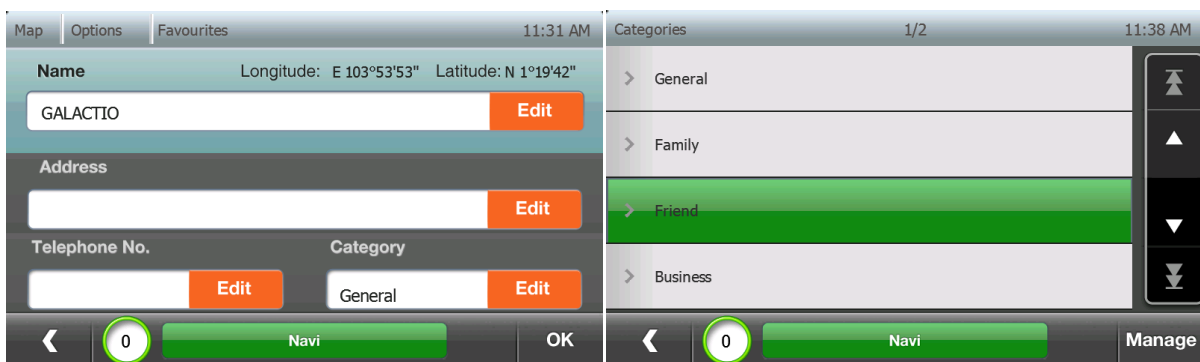 Map Options Favourites 11:31 AM
Name Longitude: E 103°53'53" Latitude: N 1°19'42"
GALACTIO Edit
Address
Edit
Telephone No. Category
Edit General Edit
0 Navi OK
Categories 1/2 11:38 AM
General
Family
Friend
Business
0 Navi Manage